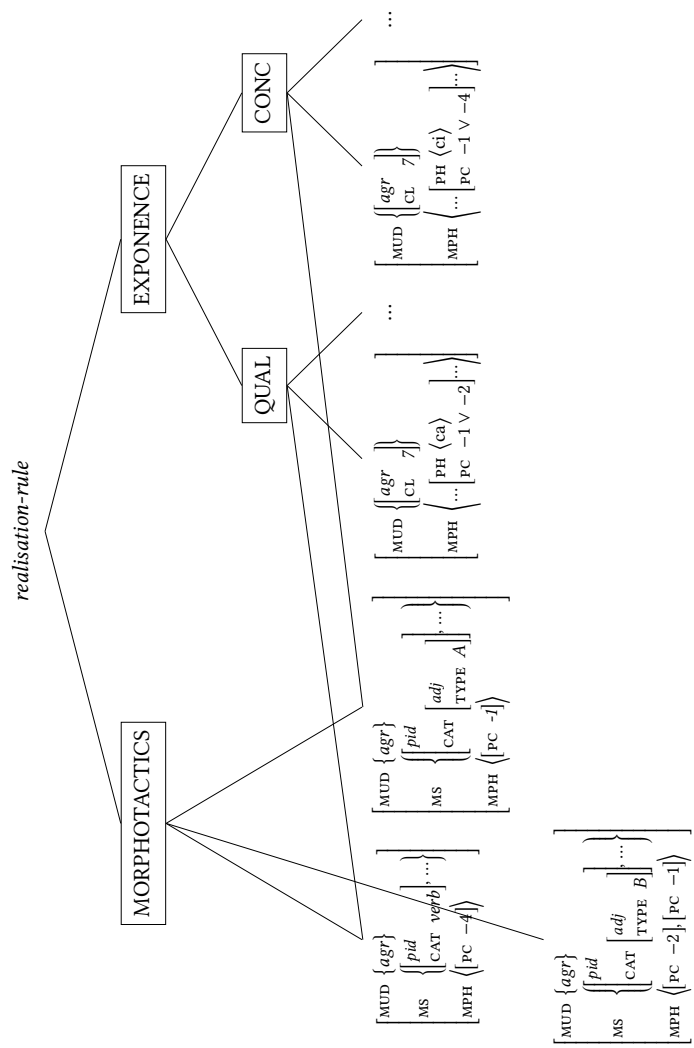 realisation-rule
MORPHOTACTICS
EXPONENCE
QUAL
CONC
MUD {agr}
MS {[pid
CAT verb], …}
MPH ⟨[PC −4]⟩
MUD {agr}
MS {[pid
CAT [adj
TYPE A]], …}
MPH ⟨[PC -1]⟩
MUD {[agr
CL 7]}
MPH ⟨… [PH ⟨ca⟩
PC −1 ∨ −2] …⟩
…
MUD {[agr
CL 7]}
MPH ⟨… [PH ⟨ci⟩
PC −1 ∨ −4] …⟩
…
MUD {agr}
MS {[pid
CAT [adj
TYPE B]], …}
MPH ⟨[PC −2], [PC −1]⟩